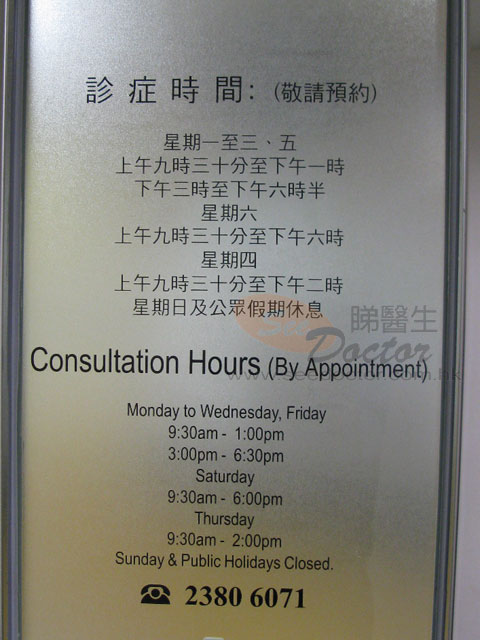 診症時間：(敬請預約)
星期一至三、五
上午九時三十分至下午一時
下午三時至下午六時半
星期六
上午九時三十分至下午六時
星期四
上午九時三十分至下午二時
星期日及公眾假期休息
See 睇醫生
Doctor
www.seedoctor.com.hk
Consultation Hours (By Appointment)
Monday to Wednesday, Friday
9:30am - 1:00pm
3:00pm - 6:30pm
Saturday
9:30am - 6:00pm
Thursday
9:30am - 2:00pm
Sunday & Public Holidays Closed.
☎ 2380 6071